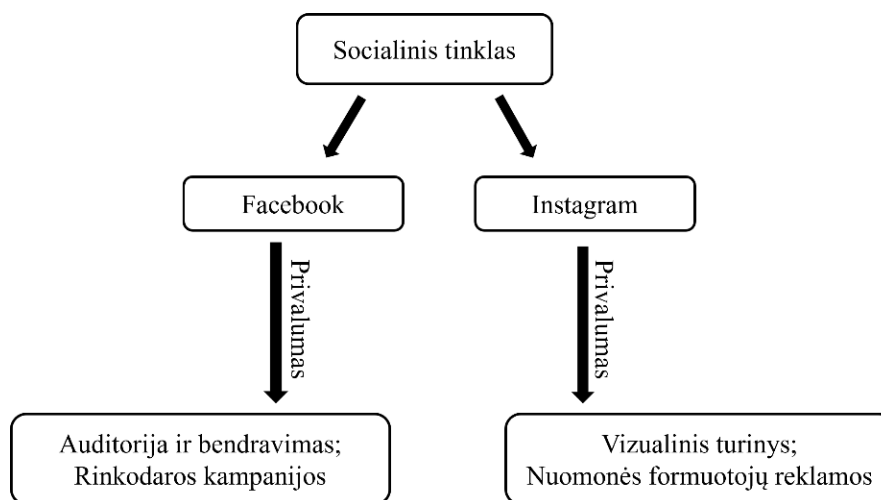 Socialinis tinklas
Facebook
Instagram
Privalumas
Privalumas
Auditorija ir bendravimas;
Rinkodaros kampanijos
Vizualinis turinys;
Nuomonės formuotojų reklamos